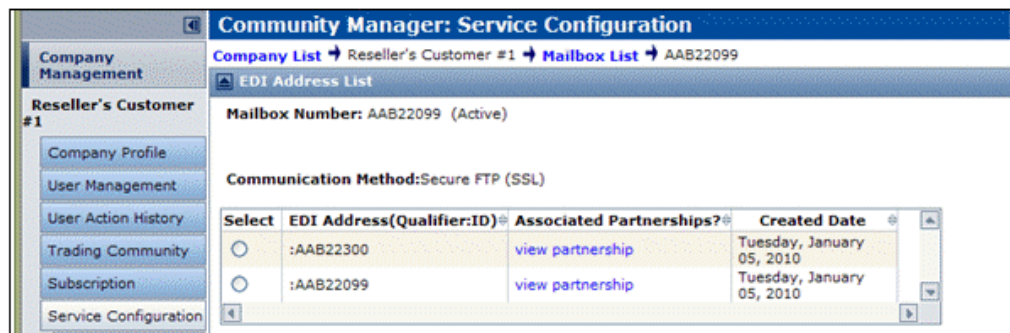 Community Manager: Service Configuration
Company Management
Company List → Reseller's Customer #1 → Mailbox List → AAB22099
EDI Address List
Reseller's Customer #1
Mailbox Number: AAB22099 (Active)
Company Profile
User Management
Communication Method:Secure FTP (SSL)
User Action History
Trading Community
Subscription
Service Configuration
Select EDI Address(Qualifier:ID) Associated Partnerships? Created Date
:AAB22300 view partnership Tuesday, January 05, 2010
:AAB22099 view partnership Tuesday, January 05, 2010